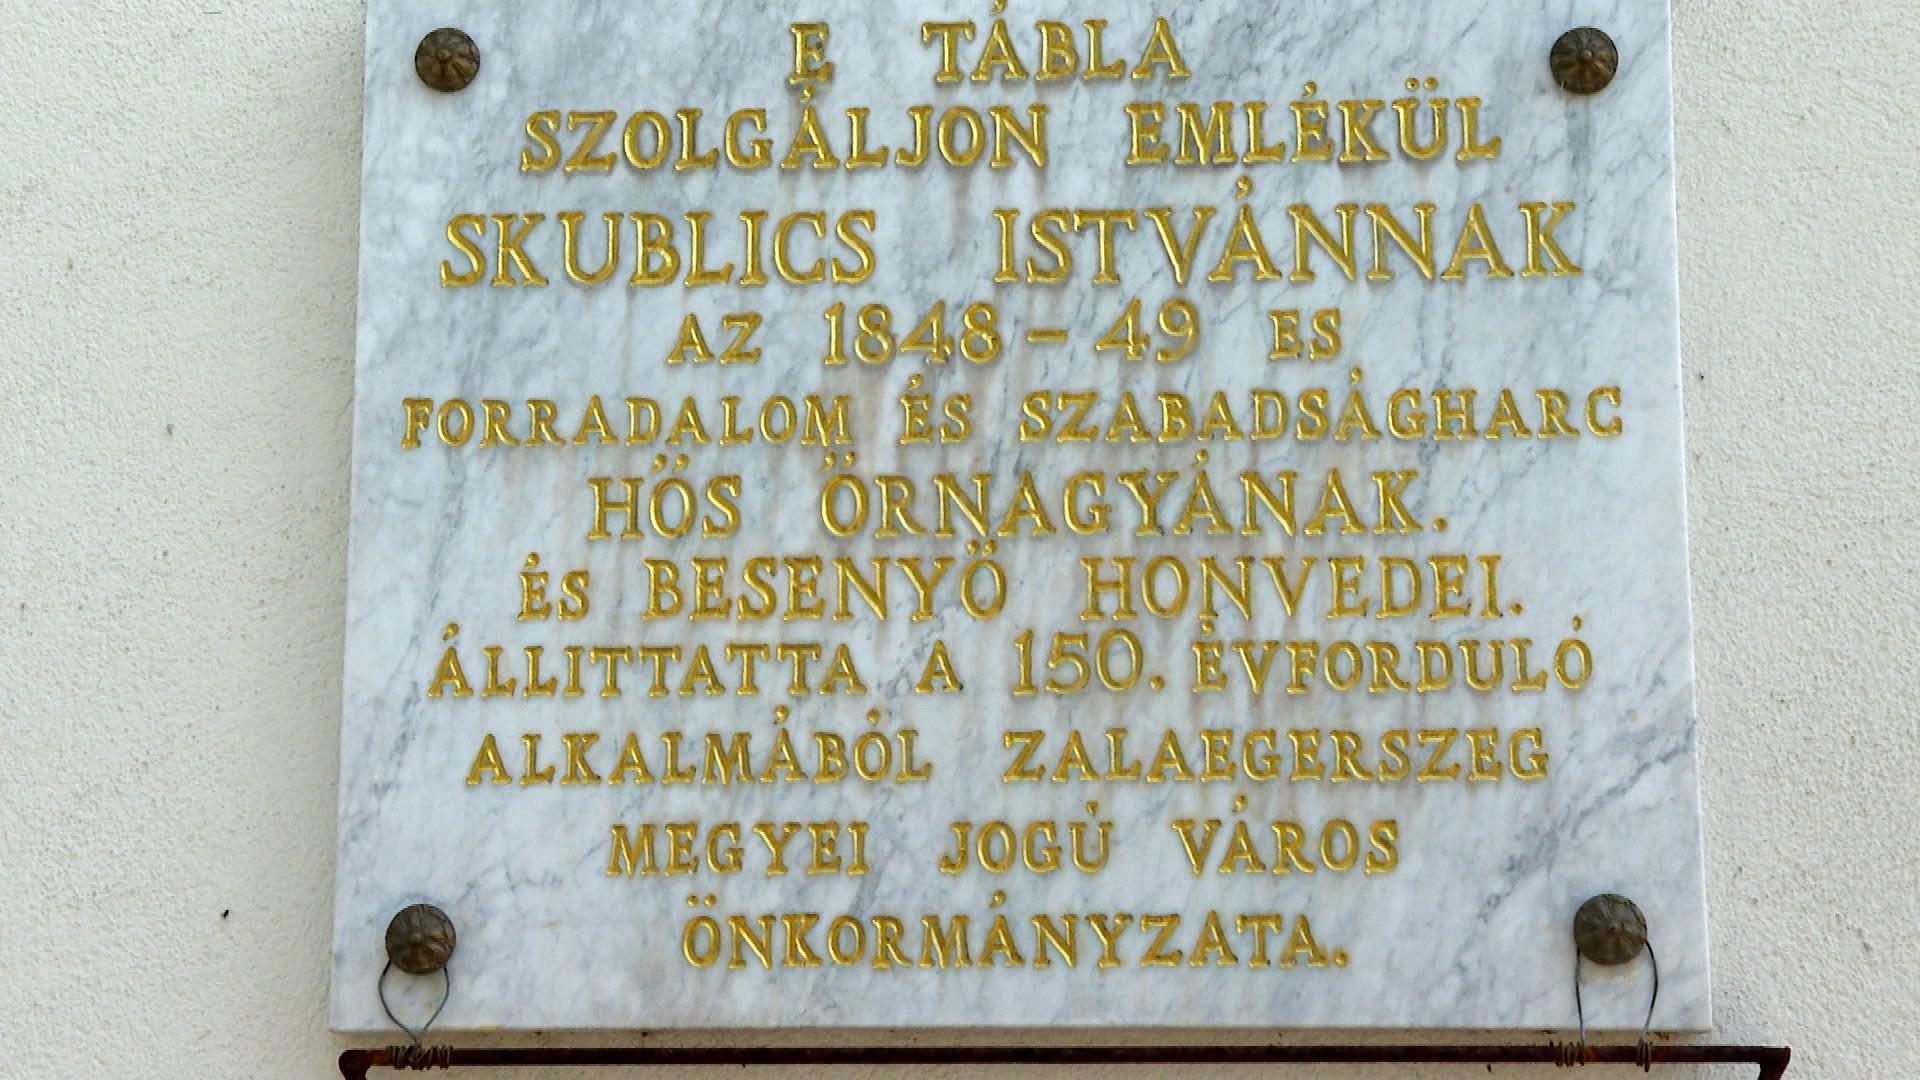 E TÁBLA
SZOLGÁLJON EMLÉKÜL
SKUBLICS ISTVÁNNAK
AZ 1848-49 ES
FORRADALOM ÉS SZABADSÁGHARC
HŐS ŐRNAGYÁNAK.
ÉS BESENYŐ HONVEDEI.
ÁLLITTATTA A 150. ÉVFORDULÓ
ALKALMÁBÓL ZALAEGERSZEG
MEGYEI JOGÚ VÁROS
ÖNKORMÁNYZATA.